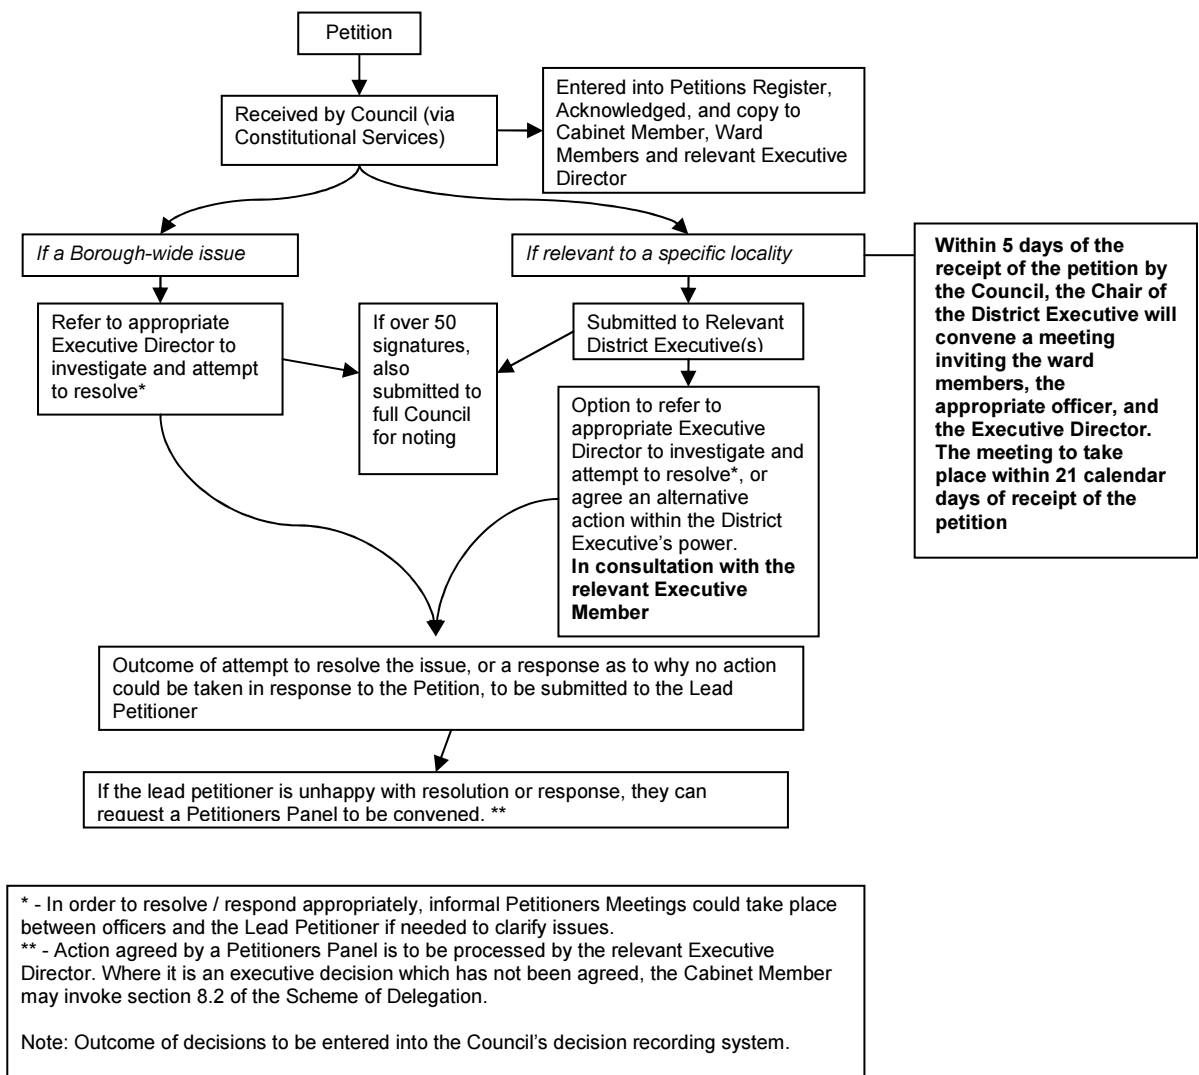 Petition
Received by Council (via
Constitutional Services)
Entered into Petitions Register,
Acknowledged, and copy to
Cabinet Member, Ward
Members and relevant Executive
Director
If a Borough-wide issue
If relevant to a specific locality
Within 5 days of the
receipt of the petition by
the Council, the Chair of
the District Executive will
convene a meeting
inviting the ward
members, the
appropriate officer, and
the Executive Director.
The meeting to take
place within 21 calendar
days of receipt of the
petition
Refer to appropriate
Executive Director to
investigate and attempt
to resolve*
If over 50
signatures,
also
submitted to
full Council
for noting
Submitted to Relevant
District Executive(s)
Option to refer to
appropriate Executive
Director to investigate and
attempt to resolve*, or
agree an alternative
action within the District
Executive’s power.
In consultation with the
relevant Executive
Member
Outcome of attempt to resolve the issue, or a response as to why no action
could be taken in response to the Petition, to be submitted to the Lead
Petitioner
If the lead petitioner is unhappy with resolution or response, they can
request a Petitioners Panel to be convened. **
* - In order to resolve / respond appropriately, informal Petitioners Meetings could take place
between officers and the Lead Petitioner if needed to clarify issues.
** - Action agreed by a Petitioners Panel is to be processed by the relevant Executive
Director. Where it is an executive decision which has not been agreed, the Cabinet Member
may invoke section 8.2 of the Scheme of Delegation.
Note: Outcome of decisions to be entered into the Council’s decision recording system.